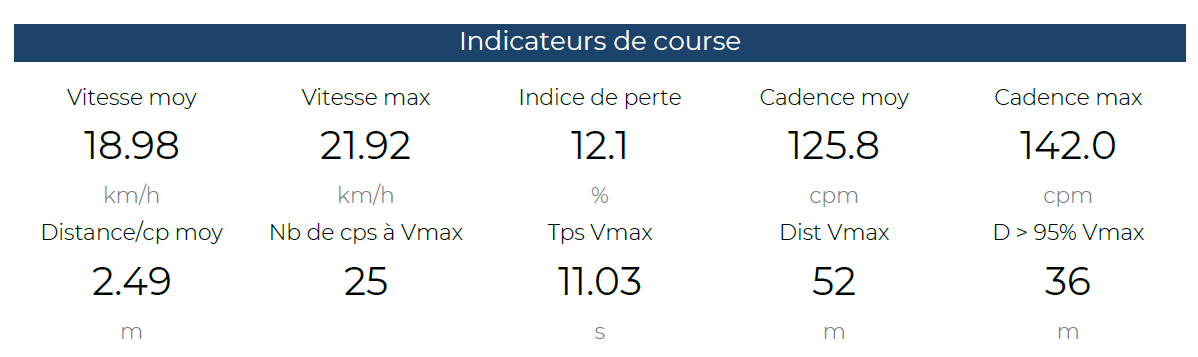 Indicateurs de course
Vitesse moy Vitesse max Indice de perte Cadence moy Cadence max
18.98 21.92 12.1 125.8 142.0
km/h km/h % cpm cpm
Distance/cp moy Nb de cps à Vmax Tps Vmax Dist Vmax D > 95% Vmax
2.49 25 11.03 52 36
m s m m